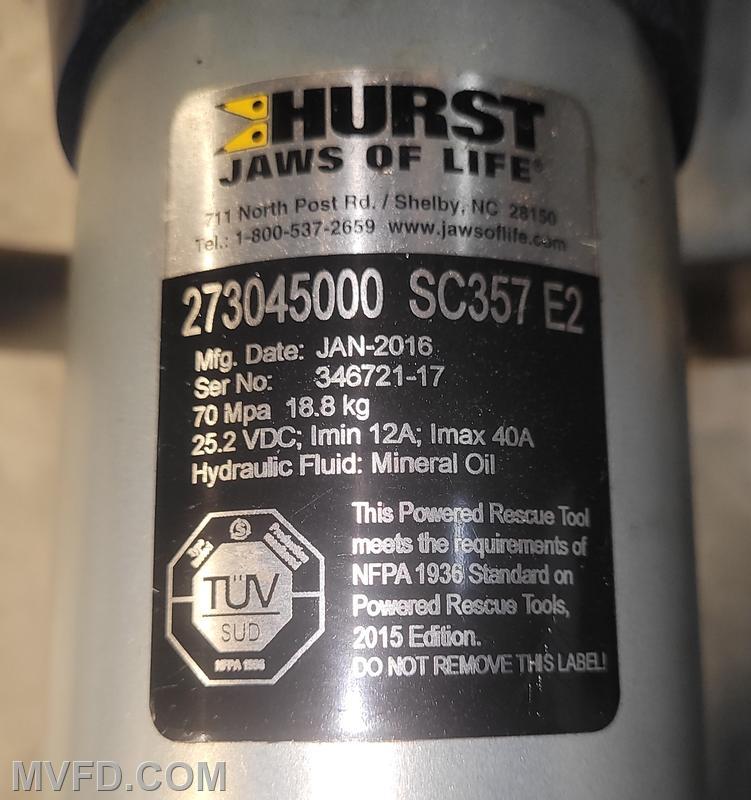 HURST
JAWS OF LIFE®
711 North Post Rd. / Shelby, NC 28150
Tel.: 1-800-537-2659 www.jawsoflife.com
273045000 SC357 E2
Mfg. Date: JAN-2016
Ser No: 346721-17
70 Mpa 18.8 kg
25.2 VDC; Imin 12A; Imax 40A
Hydraulic Fluid: Mineral Oil
This Powered Rescue Tool
meets the requirements of
NFPA 1936 Standard on
Powered Rescue Tools,
2015 Edition.
DO NOT REMOVE THIS LABEL!
S
TÜV
SUD
NFPA 1936
MVFD.COM